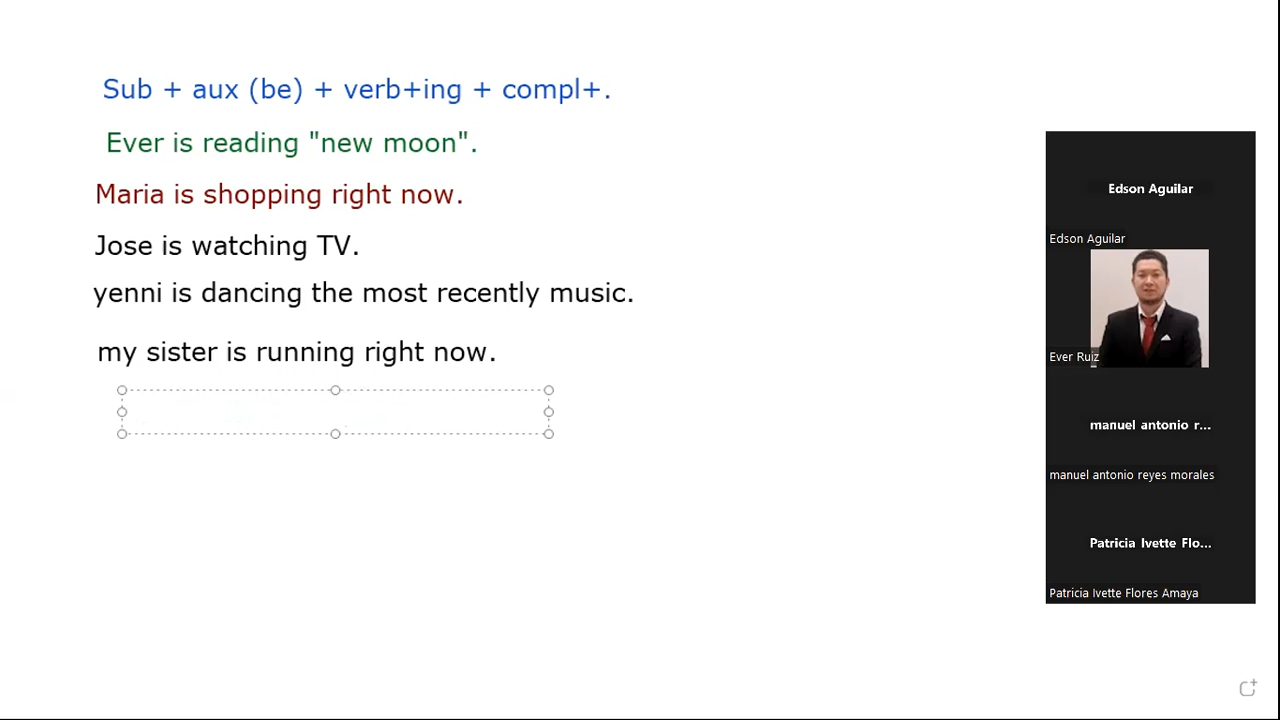 Sub + aux (be) + verb+ing + compl+.
Ever is reading "new moon".
Maria is shopping right now.
Jose is watching TV.
yenni is dancing the most recently music.
my sister is running right now.
Edson Aguilar
Edson Aguilar
Ever Ruiz
manuel antonio r...
manuel antonio reyes morales
Patricia Ivette Flo...
Patricia Ivette Flores Amaya